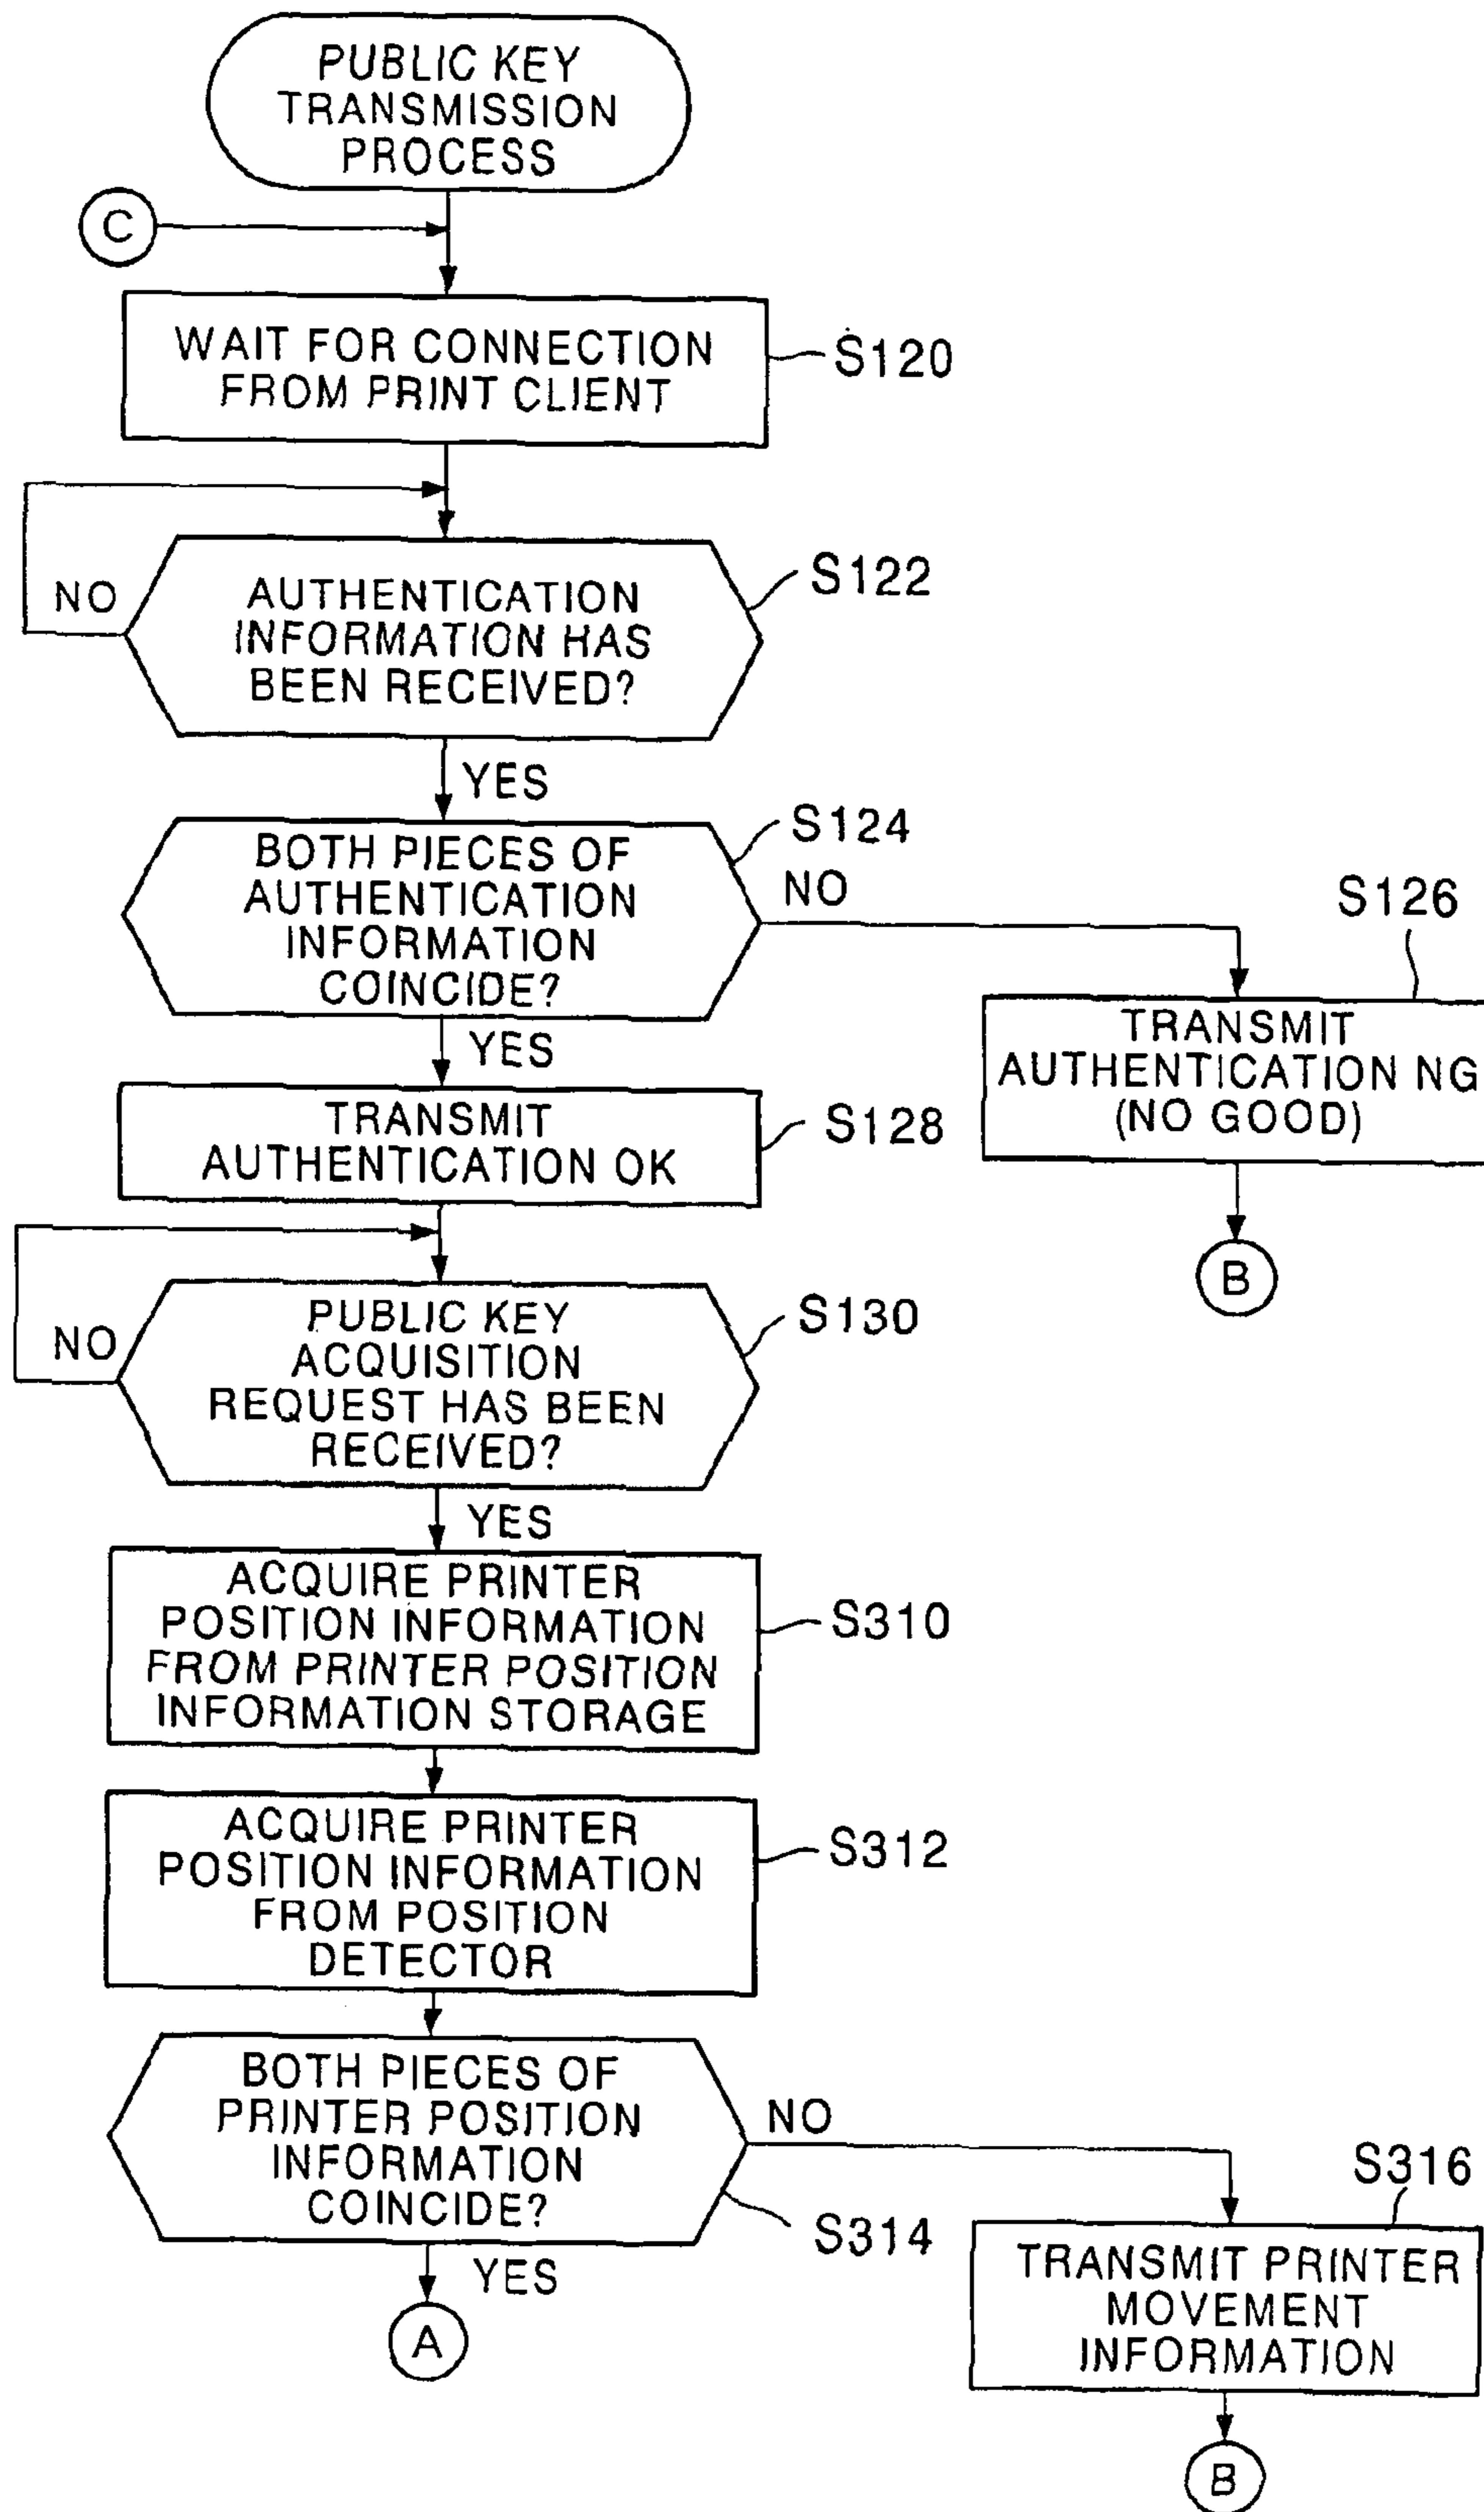 PUBLIC KEY
TRANSMISSION
PROCESS
C
WAIT FOR CONNECTION
FROM PRINT CLIENT
S120
NO
AUTHENTICATION
INFORMATION HAS
BEEN RECEIVED?
S122
YES
BOTH PIECES OF
AUTHENTICATION
INFORMATION
COINCIDE?
S124
NO
S126
TRANSMIT
AUTHENTICATION NG
(NO GOOD)
B
YES
TRANSMIT
AUTHENTICATION OK
S128
NO
PUBLIC KEY
ACQUISITION
REQUEST HAS BEEN
RECEIVED?
S130
YES
ACQUIRE PRINTER
POSITION INFORMATION
FROM PRINTER POSITION
INFORMATION STORAGE
S310
ACQUIRE PRINTER
POSITION INFORMATION
FROM POSITION
DETECTOR
S312
BOTH PIECES OF
PRINTER POSITION
INFORMATION
COINCIDE?
NO
S314
S316
TRANSMIT PRINTER
MOVEMENT
INFORMATION
B
YES
A